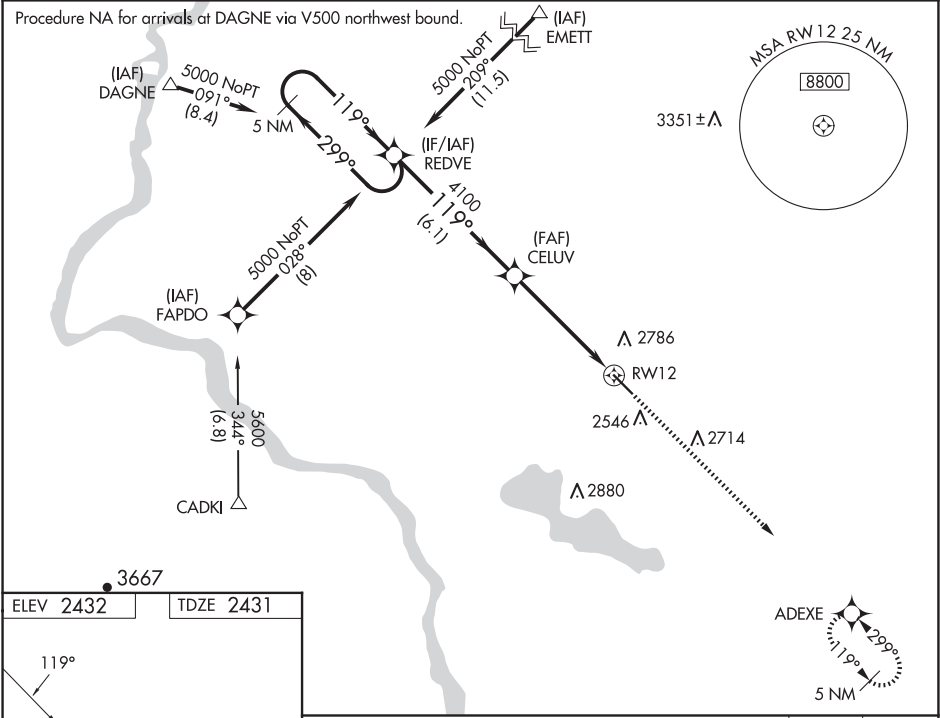 Procedure NA for arrivals at DAGNE via V500 northwest bound.
(IAF)
EMETT
5000 NoPT
209°
(11.5)
MSA RW12 25 NM
8800
3351±
(IAF)
DAGNE
5000 NoPT
091°
(8.4)
5 NM
119°
299°
(IF/IAF)
REDVE
4100
119°
(6.1)
(FAF)
CELUV
5000 NoPT
028°
(8)
(IAF)
FAPDO
2786
RW12
2546
2714
5600
344°
(6.8)
CADKI
2880
3667
ELEV 2432
TDZE 2431
119°
ADEXE
299°
119°
5 NM